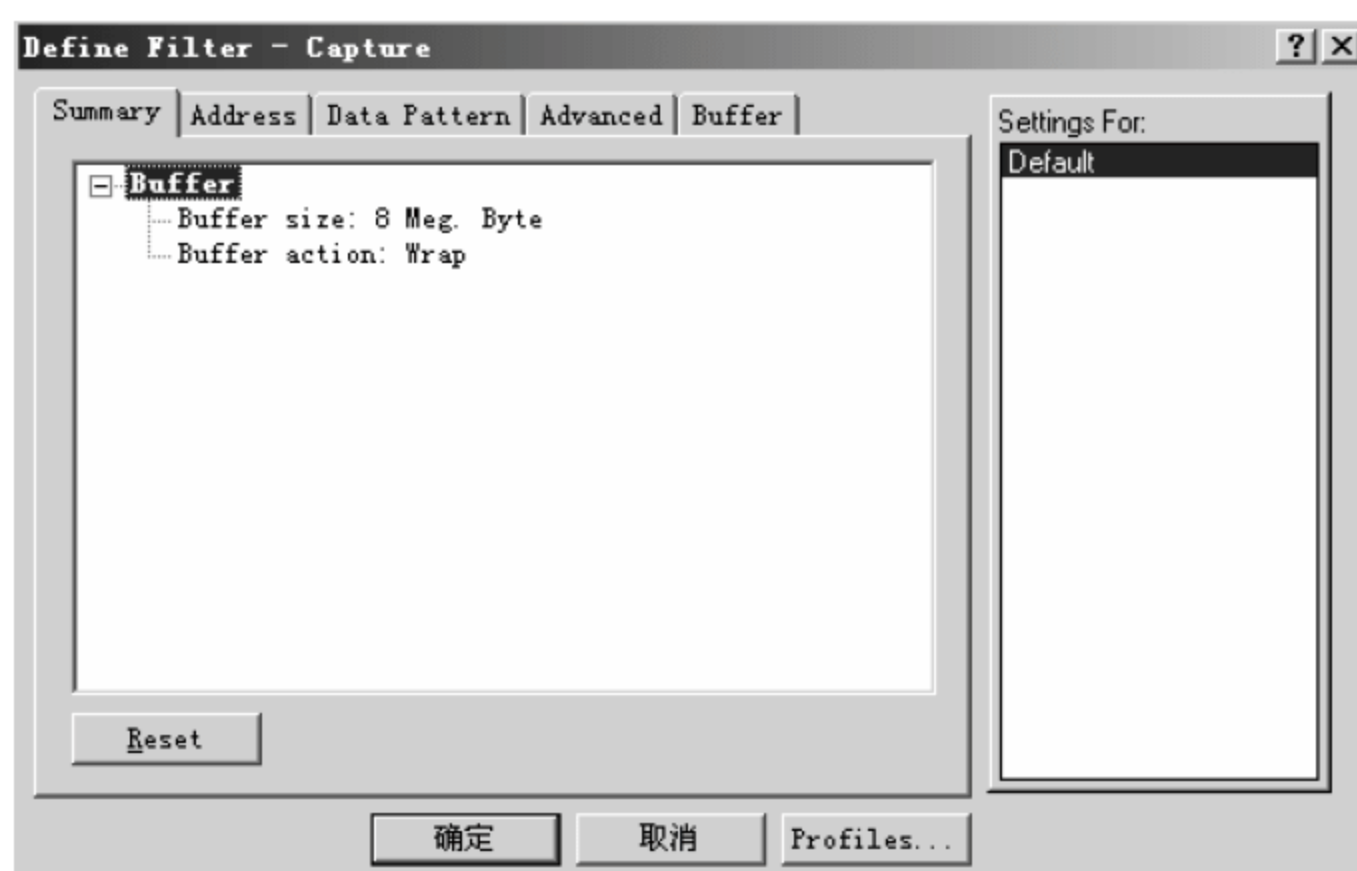 Define Filter - Capture
Summary Address Data Pattern Advanced Buffer
Settings For:
Default
Buffer
Buffer size: 8 Meg. Byte
Buffer action: Wrap
Reset
确定 取消 Profiles...